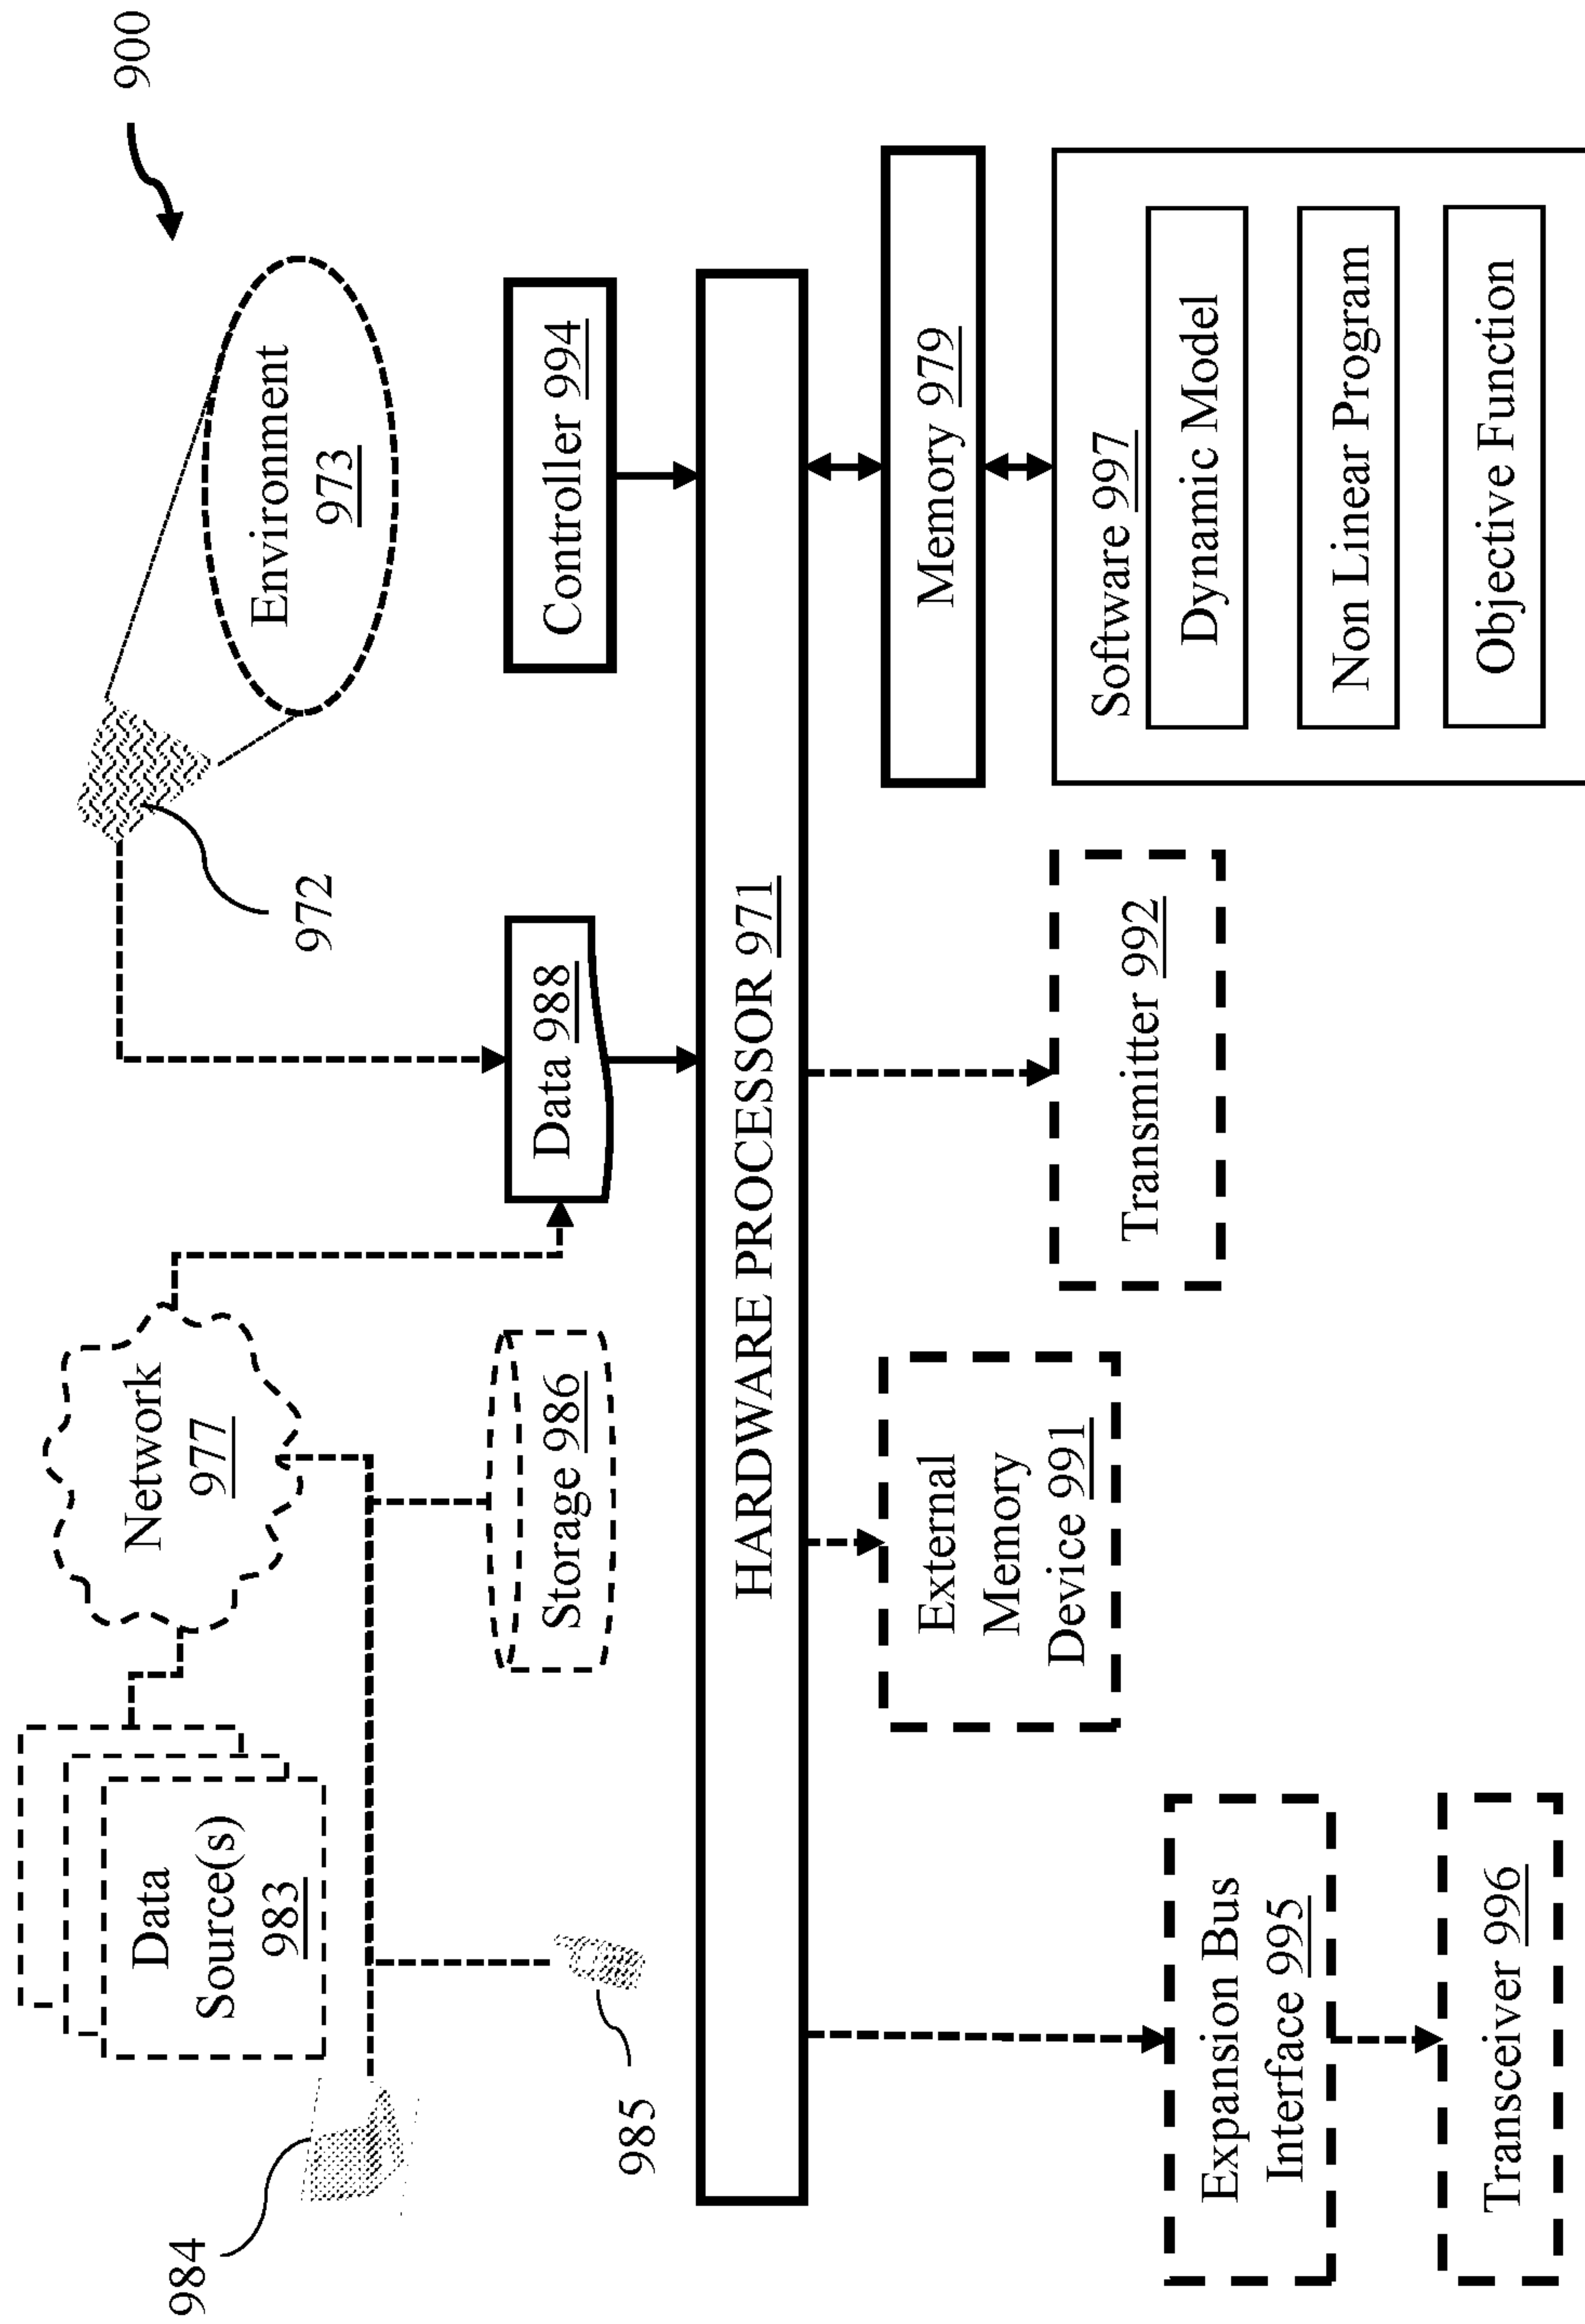 900
984
Data
Source(s)
983
Network
977
972
Environment
973
985
Storage 986
Data 988
Controller 994
HARDWARE PROCESSOR 971
External
Memory
Device 991
Memory 979
Expansion Bus
Interface 995
Transmitter 992
Software 997
Dynamic Model
Non Linear Program
Objective Function
Transceiver 996